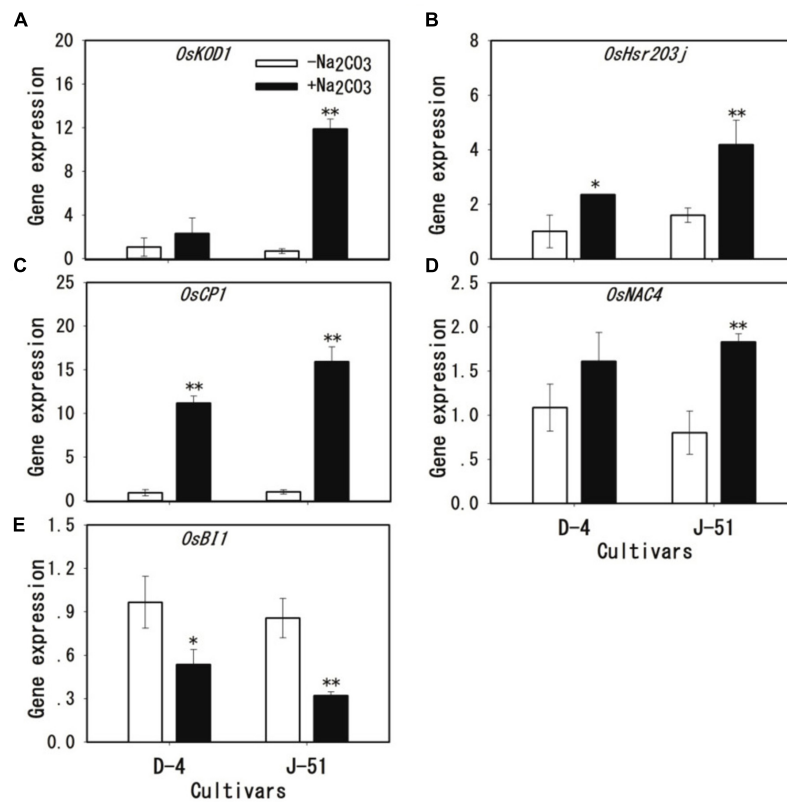 A
OsKOD1
−Na2CO3
+Na2CO3
**
20
16
12
8
4
0
Gene expression
B
OsHsr203j
*
**
8
6
4
2
0
Gene expression
C
OsCP1
**
**
25
20
15
10
5
0
Gene expression
D
OsNAC4
**
2.5
2.0
1.5
1.0
.5
0.0
Gene expression
D-4
J-51
Cultivars
E
OsBI1
*
**
1.5
1.2
.9
.6
.3
0.0
Gene expression
D-4
J-51
Cultivars